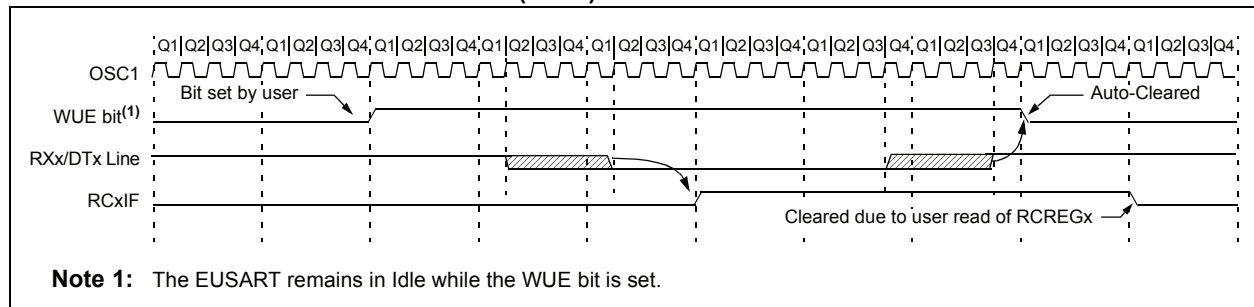 Q1 Q2 Q3 Q4 Q1 Q2 Q3 Q4 Q1 Q2 Q3 Q4 Q1 Q2 Q3 Q4 Q1 Q2 Q3 Q4 Q1 Q2 Q3 Q4 Q1 Q2 Q3 Q4 Q1 Q2 Q3 Q4 Q1 Q2 Q3 Q4 Q1 Q2 Q3 Q4
OSC1
Bit set by user
Auto-Cleared
WUE bit(1)
RXx/DTx Line
RCxIF
Cleared due to user read of RCREGx
Note 1: The EUSART remains in Idle while the WUE bit is set.